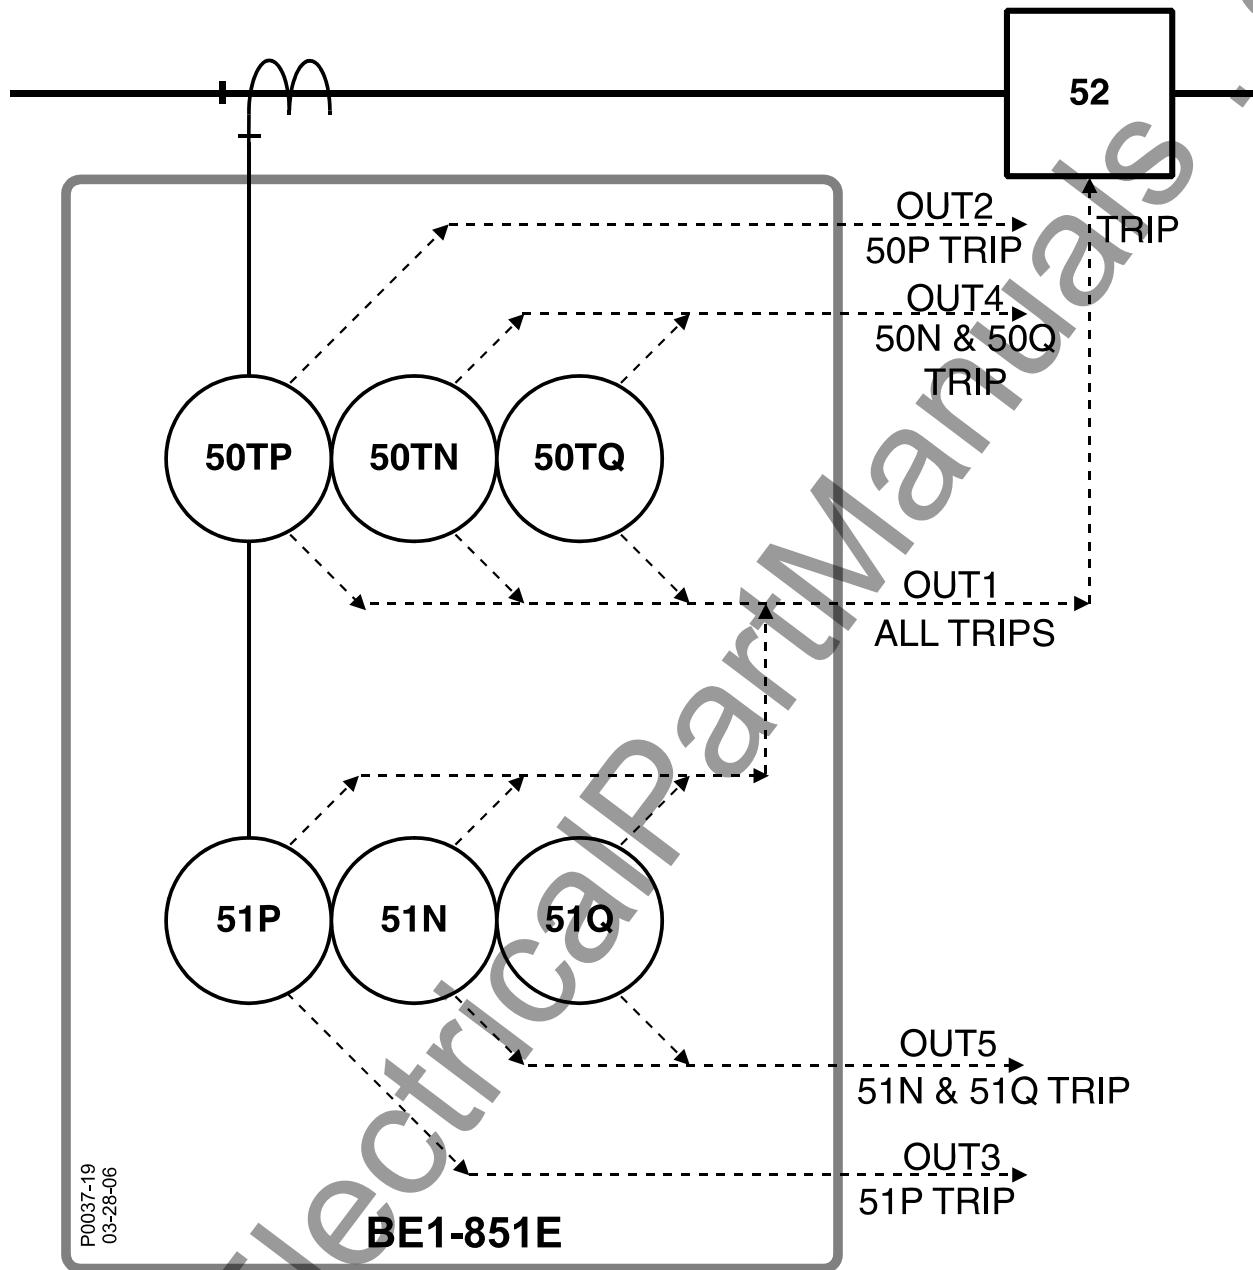 52
OUT2
50P TRIP
TRIP
OUT4
50N & 50Q
TRIP
50TP
50TN
50TQ
OUT1
ALL TRIPS
51P
51N
51Q
OUT5
51N & 51Q TRIP
OUT3
51P TRIP
P0037-19
03-28-06
BE1-851E
ElectricalPartManuals